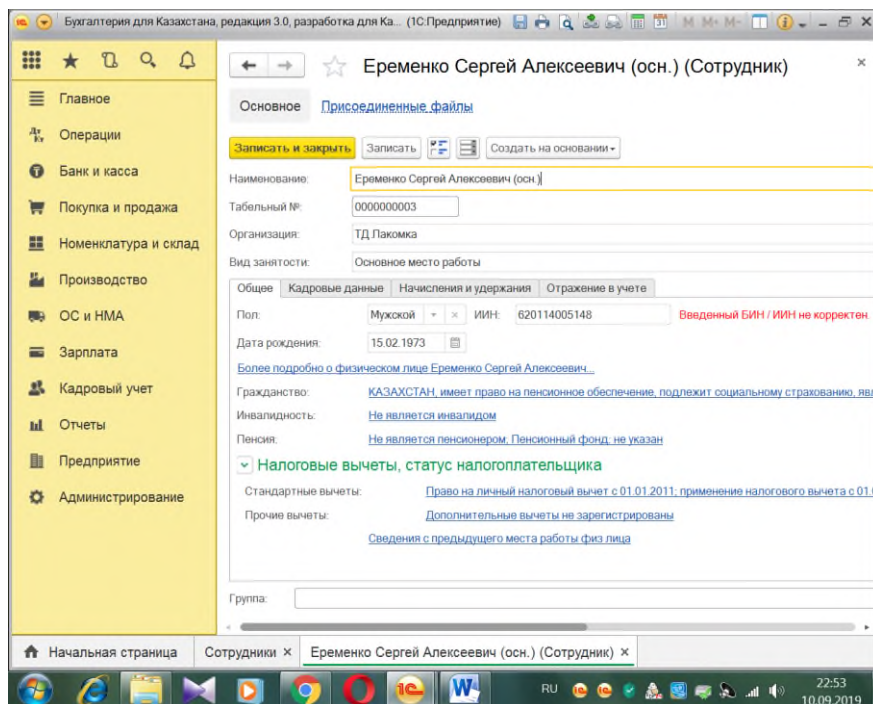 Бухгалтерия для Казахстана, редакция 3.0, разработка для Ка... (1С:Предприятие) M M+ M-
Еременко Сергей Алексеевич (осн.) (Сотрудник)
Главное
Операции
Банк и касса
Покупка и продажа
Номенклатура и склад
Производство
ОС и НМА
Зарплата
Кадровый учет
Отчеты
Предприятие
Администрирование
Основное Присоединенные файлы
Записать и закрыть Записать Создать на основании
Наименование: Еременко Сергей Алексеевич (осн.)
Табельный №: 0000000003
Организация: ТД Лакомка
Вид занятости: Основное место работы
Общее Кадровые данные Начисления и удержания Отражение в учете
Пол: Мужской ИИН: 620114005148 Введенный БИН / ИИН не корректен.
Дата рождения: 15.02.1973
Более подробно о физическом лице Еременко Сергей Алексеевич...
Гражданство: КАЗАХСТАН, имеет право на пенсионное обеспечение, подлежит социальному страхованию, явл
Инвалидность: Не является инвалидом
Пенсия: Не является пенсионером, Пенсионный фонд: не указан
Налоговые вычеты, статус налогоплательщика
Стандартные вычеты: Право на личный налоговый вычет с 01.01.2011; применение налогового вычета с 01.0
Прочие вычеты: Дополнительные вычеты не зарегистрированы
Сведения с предыдущего места работы физ лица
Группа:
Начальная страница Сотрудники × Еременко Сергей Алексеевич (осн.) (Сотрудник) ×
RU 22:53
10.09.2019